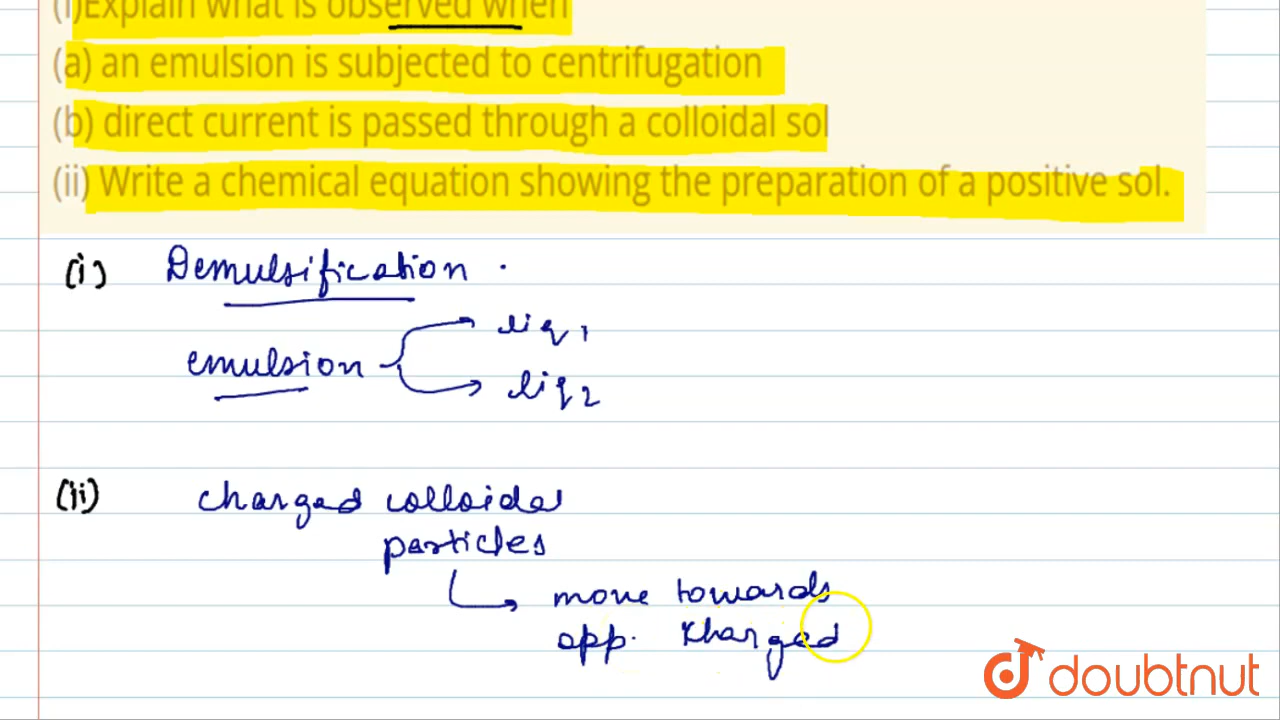 (i)Explain what is observed when
(a) an emulsion is subjected to centrifugation
(b) direct current is passed through a colloidal sol
(ii) Write a chemical equation showing the preparation of a positive sol.
(i) Demulsification .
liq 1
emulsion
liq 2
(ii) charged colloidal
particles
move towards
opp. charged
doubtnut